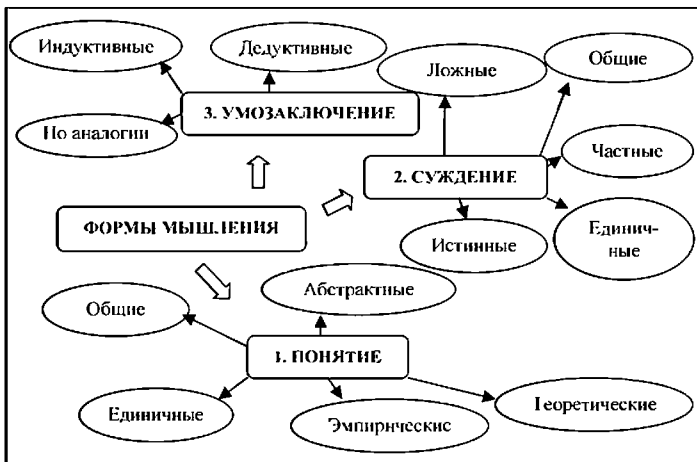 Индуктивные
Дедуктивные
Ложные
Общие
3. УМОЗАКЛЮЧЕНИЕ
Но аналогии
Частные
2. СУЖДЕНИЕ
ФОРМЫ МЫШЛЕНИЯ
Истинные
Единич-
ные
Общие
Абстрактные
1. ПОНЯТИЕ
Единичные
Эмпирические
Теоретические